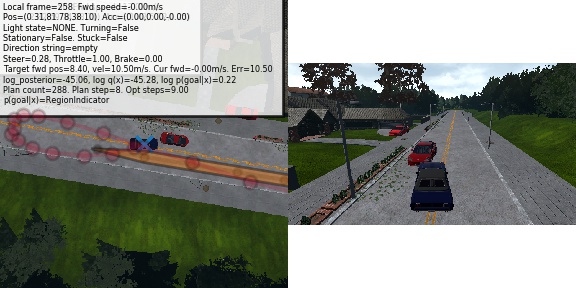 Local frame=258. Fwd speed=-0.00m/s
Pos=(0.31,81.78,38.10). Acc=(0.00,0.00,-0.00)
Light state=NONE. Turning=False
Stationary=False. Stuck=False
Direction string=empty
Steer=0.28, Throttle=1.00, Brake=0.00
Target fwd pos=8.40, vel=10.50m/s. Cur fwd=-0.00m/s. Err=10.50
log_posterior=-45.06, log q(x)=-45.28, log p(goal|x)=0.22
Plan count=288. Plan step=8. Opt steps=9.00
p(goal|x)=RegionIndicator